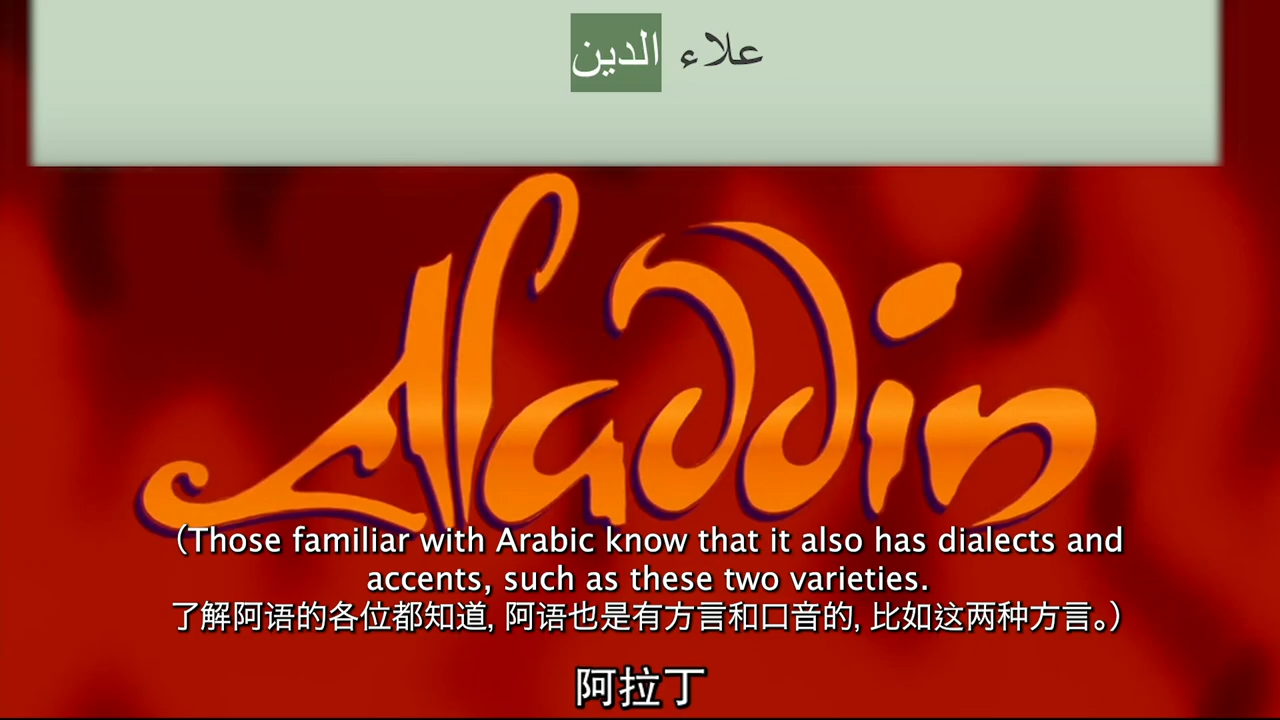 علاء الدين
Aladdin
(Those familiar with Arabic know that it also has dialects and
accents, such as these two varieties.
了解阿语的各位都知道, 阿语也是有方言和口音的, 比如这两种方言。)
阿拉丁